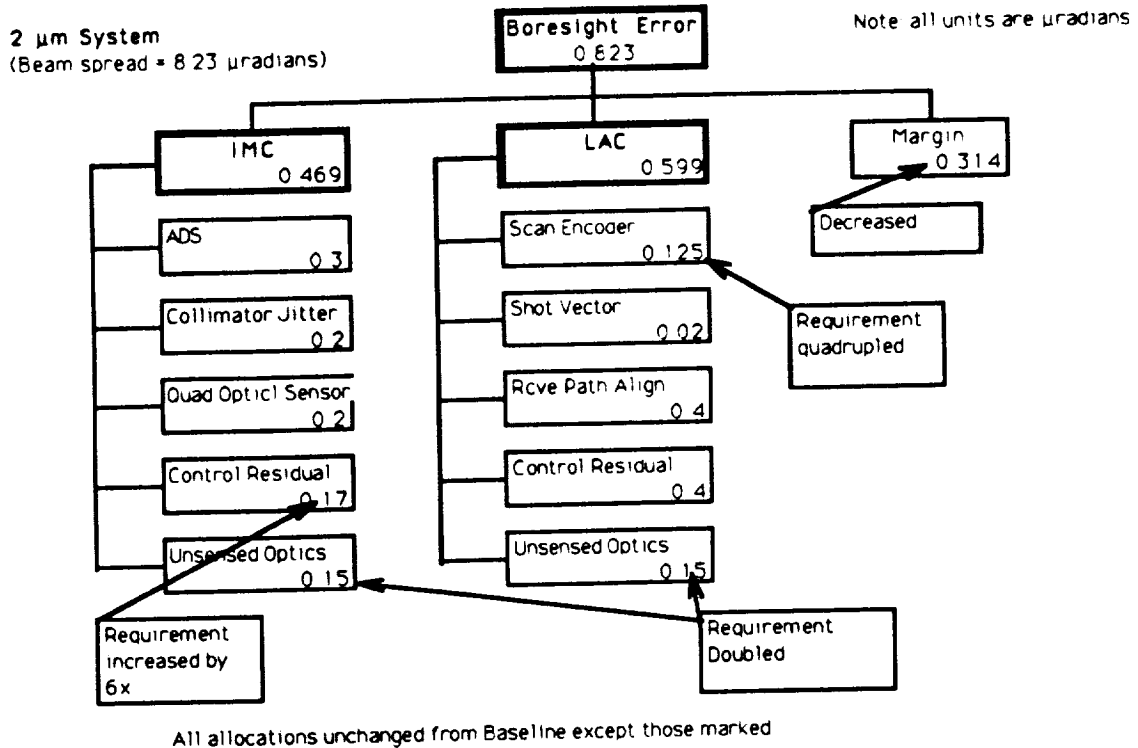 2 µm System
(Beam spread = 8 23 µradians)
Boresight Error
0 823
Note all units are µradians
IMC
0 469
LAC
0 599
Margin
0 314
Decreased
ADS
0 3
Collimator Jitter
0 2
Quad Opticl Sensor
0 2
Control Residual
0 17
Unsensed Optics
0 15
Scan Encoder
0 125
Shot Vector
0 02
Rcve Path Align
0 4
Control Residual
0 4
Unsensed Optics
0 15
Requirement
quadrupled
Requirement
increased by
6x
Requirement
Doubled
All allocations unchanged from Baseline except those marked